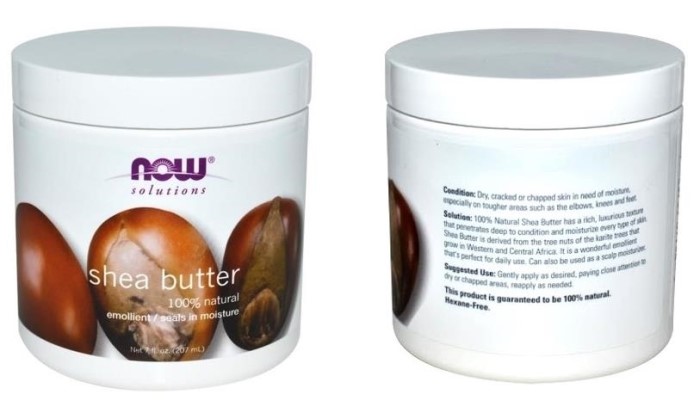 now®
solutions
shea butter
100% natural
emollient / seals in moisture
Net 7 fl. oz. (207 mL)
Condition: Dry, cracked or chapped skin in need of moisture,
especially on tougher areas such as the elbows, knees and feet.
Solution: 100% Natural Shea Butter has a rich, luxurious texture
that penetrates deep to condition and moisturize every type of skin.
Shea Butter is derived from the tree nuts of the karite trees that
grow in Western and Central Africa. It is a wonderful emollient
that's perfect for daily use. Can also be used as a scalp moisturizer.
Suggested Use: Gently apply as desired, paying close attention to
dry or chapped areas, reapply as needed.
This product is guaranteed to be 100% natural.
Hexane-Free.